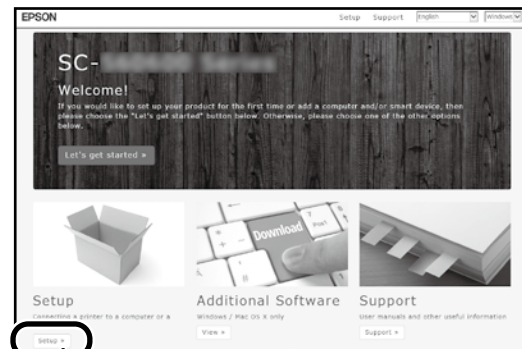 EPSON
Setup Support English Windows
SC-
Welcome!
If you would like to set up your product for the first time or add a computer and/or smart device, then
please choose the "Let's get started" button below. Otherwise, please choose one of the other options
below.
Let's get started »
Download
Setup
Connecting a printer to a computer or a
Setup »
Additional Software
Windows / Mac OS X only
View »
Support
User manuals and other useful information
Support »